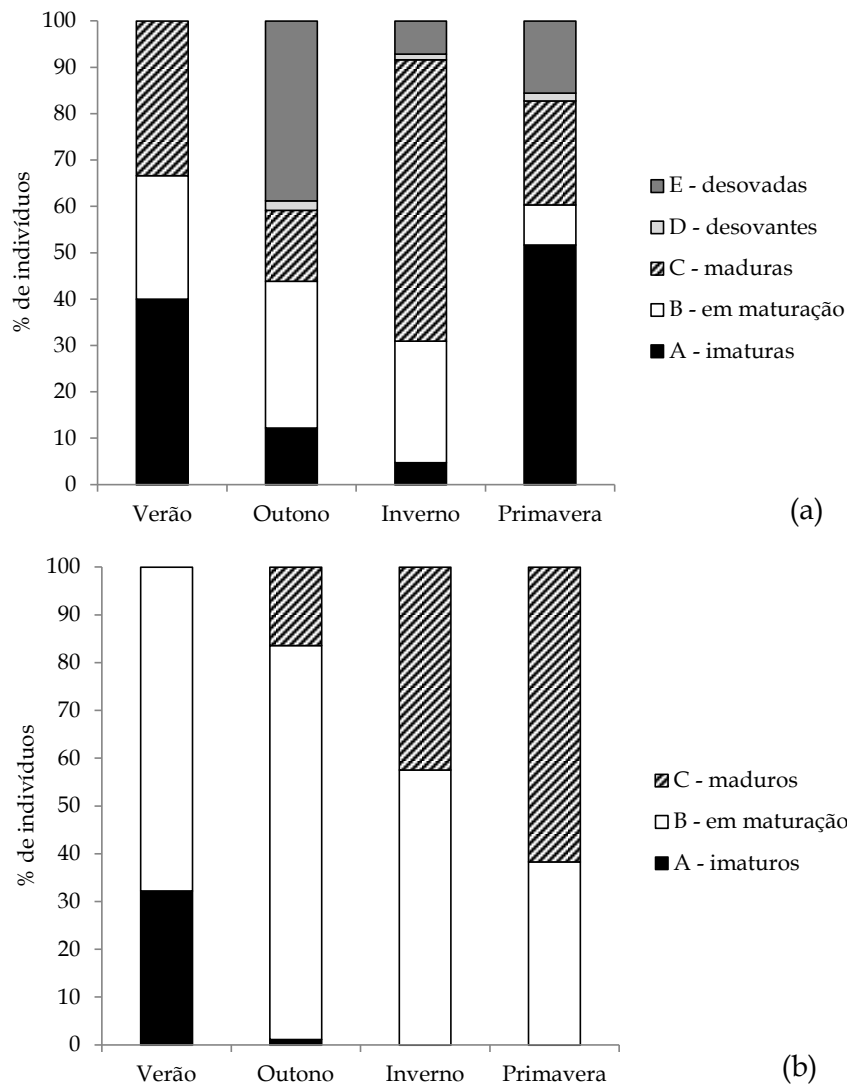 100
90
80
70
60
50
40
30
20
10
0
% de indivíduos
Verão Outono Inverno Primavera
E - desovadas
D - desovantes
C - maduras
B - em maturação
A - imaturas
(a)
100
90
80
70
60
50
40
30
20
10
0
% de indivíduos
Verão Outono Inverno Primavera
C - maduros
B - em maturação
A - imaturos
(b)